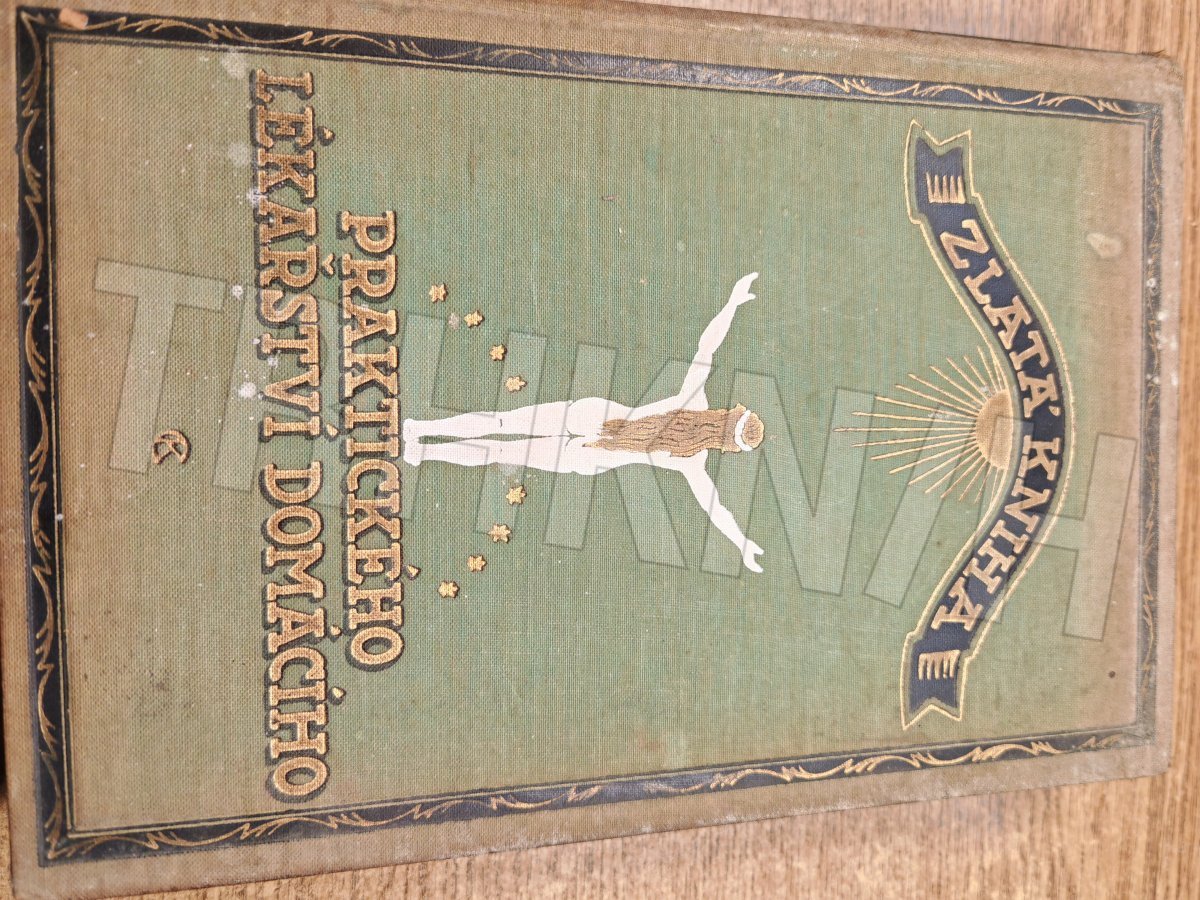 ZLATÁ KNIHA
PRAKTICKÉHO
LÉKAŘSTVÍ DOMÁCÍHO